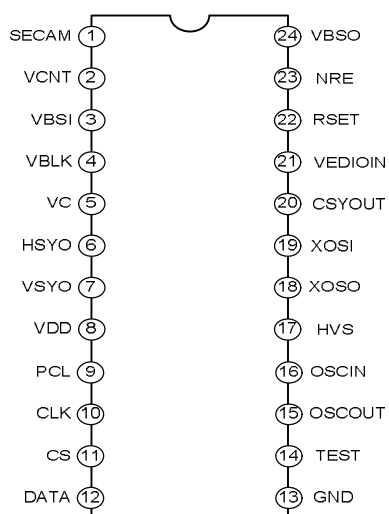 SECAM 1 24 VBSO
VCNT 2 23 NRE
VBSI 3 22 RSET
VBLK 4 21 VEDIOIN
VC 5 20 CSYOUT
HSYO 6 19 XOSI
VSYO 7 18 XOSO
VDD 8 17 HVS
PCL 9 16 OSCIN
CLK 10 15 OSCOUT
CS 11 14 TEST
DATA 12 13 GND